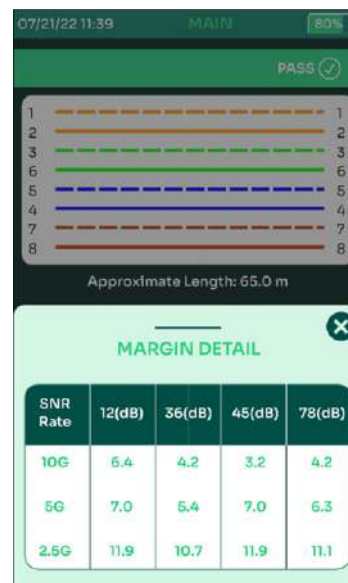 07/21/22 11:39 MAIN 80%
PASS
1 1
2 2
3 3
6 6
5 5
4 4
7 7
8 8
Approximate Length: 65.0 m
MARGIN DETAIL
SNR Rate 12(dB) 36(dB) 45(dB) 78(dB)
10G 6.4 4.2 3.2 4.2
5G 7.0 5.4 7.0 6.3
2.5G 11.9 10.7 11.9 11.1